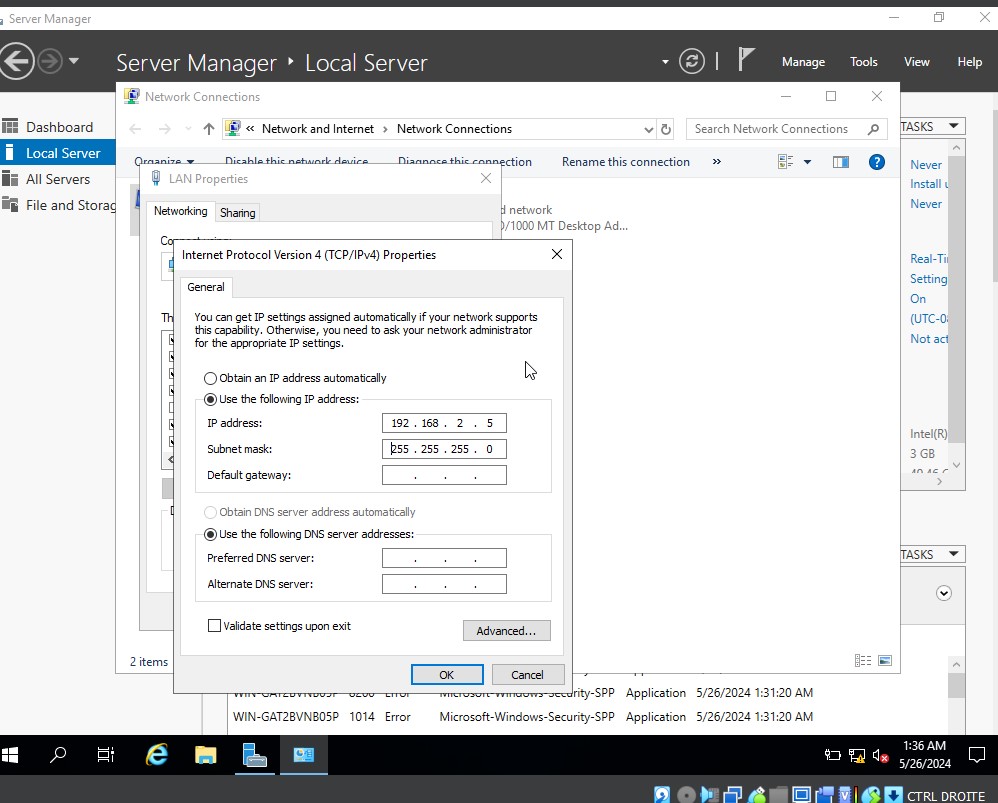 Server Manager
Server Manager ‣ Local Server
Manage Tools View Help
Network Connections
« Network and Internet › Network Connections
Search Network Connections
Dashboard
Local Server
All Servers
File and Storag
TASKS
Organize Disable this network device Diagnose this connection Rename this connection »
Never
Install u
Never
LAN Properties
d network
0/1000 MT Desktop Ad...
Networking Sharing
Connect using:
Internet Protocol Version 4 (TCP/IPv4) Properties
General
Real-Ti
Setting
On
(UTC-08
Not act
Th
You can get IP settings assigned automatically if your network supports
this capability. Otherwise, you need to ask your network administrator
for the appropriate IP settings.
Obtain an IP address automatically
Use the following IP address:
IP address: 192 . 168 . 2 . 5
Subnet mask: 255 . 255 . 255 . 0
Default gateway: . . .
Intel(R)
3 GB
Obtain DNS server address automatically
Use the following DNS server addresses:
Preferred DNS server: . . .
Alternate DNS server: . . .
TASKS
Validate settings upon exit
Advanced...
2 items
OK Cancel
WIN-GAT2BVNB05P 8200 Error Microsoft-Windows-Security-SPP Application 5/26/2024 1:31:20 AM
WIN-GAT2BVNB05P 1014 Error Microsoft-Windows-Security-SPP Application 5/26/2024 1:31:20 AM
1:36 AM
5/26/2024
CTRL DROITE